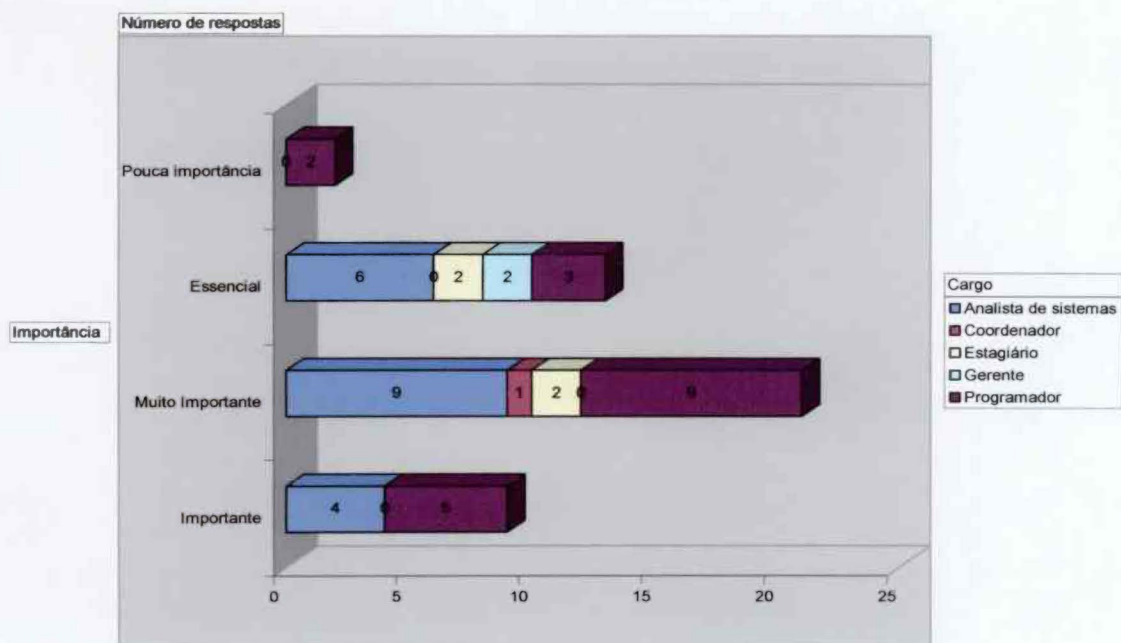 Número de respostas
Pouca importância
0 2
Essencial
6 0 2 2 3
Importância
Muito Importante
9 1 2 0 9
Importante
4 0 5
0 5 10 15 20 25
Cargo
Analista de sistemas
Coordenador
Estagiário
Gerente
Programador